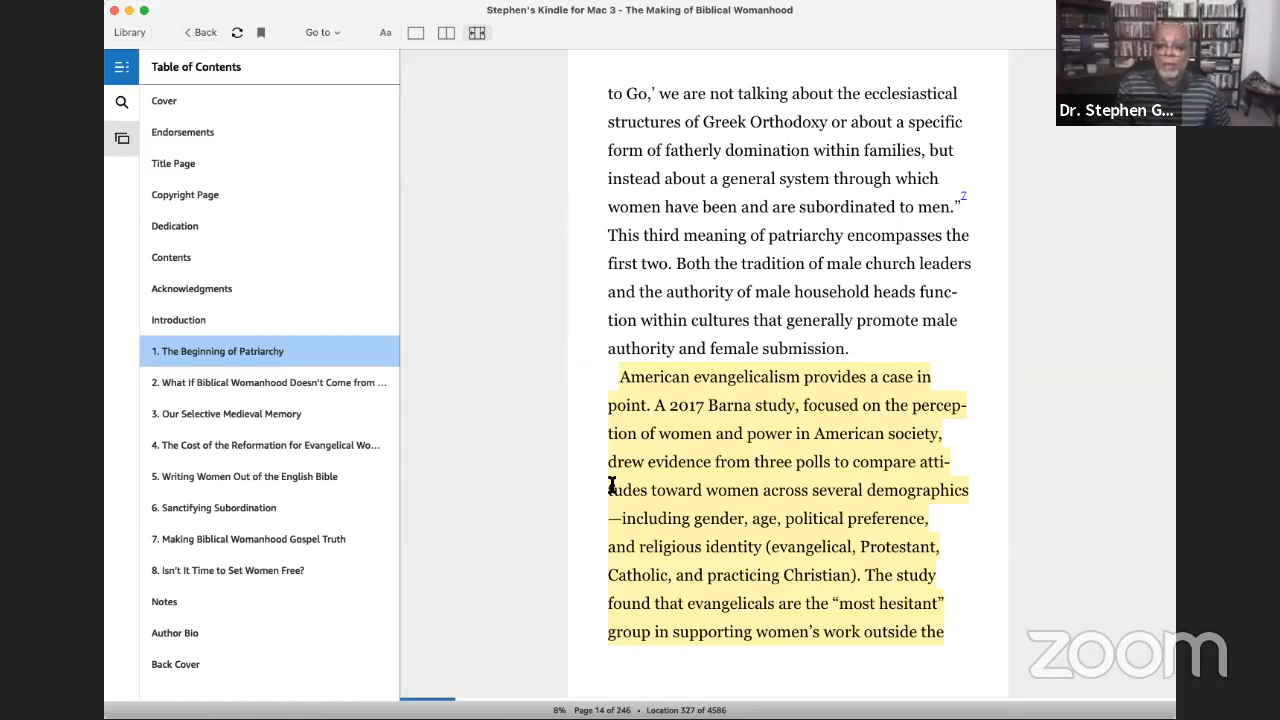 Stephen's Kindle for Mac 3 - The Making of Biblical Womanhood
Library
Back
Go to
Aa
Table of Contents
Cover
Endorsements
Title Page
Copyright Page
Dedication
Contents
Acknowledgments
Introduction
1. The Beginning of Patriarchy
2. What If Biblical Womanhood Doesn't Come from ...
3. Our Selective Medieval Memory
4. The Cost of the Reformation for Evangelical Wo...
5. Writing Women Out of the English Bible
6. Sanctifying Subordination
7. Making Biblical Womanhood Gospel Truth
8. Isn't It Time to Set Women Free?
Notes
Author Bio
Back Cover
to Go,’ we are not talking about the ecclesiastical
structures of Greek Orthodoxy or about a specific
form of fatherly domination within families, but
instead about a general system through which
women have been and are subordinated to men.”7
This third meaning of patriarchy encompasses the
first two. Both the tradition of male church leaders
and the authority of male household heads func-
tion within cultures that generally promote male
authority and female submission.
American evangelicalism provides a case in
point. A 2017 Barna study, focused on the percep-
tion of women and power in American society,
drew evidence from three polls to compare atti-
tudes toward women across several demographics
—including gender, age, political preference,
and religious identity (evangelical, Protestant,
Catholic, and practicing Christian). The study
found that evangelicals are the “most hesitant”
group in supporting women’s work outside the
8% Page 14 of 246 • Location 327 of 4586
Dr. Stephen G...
zoom